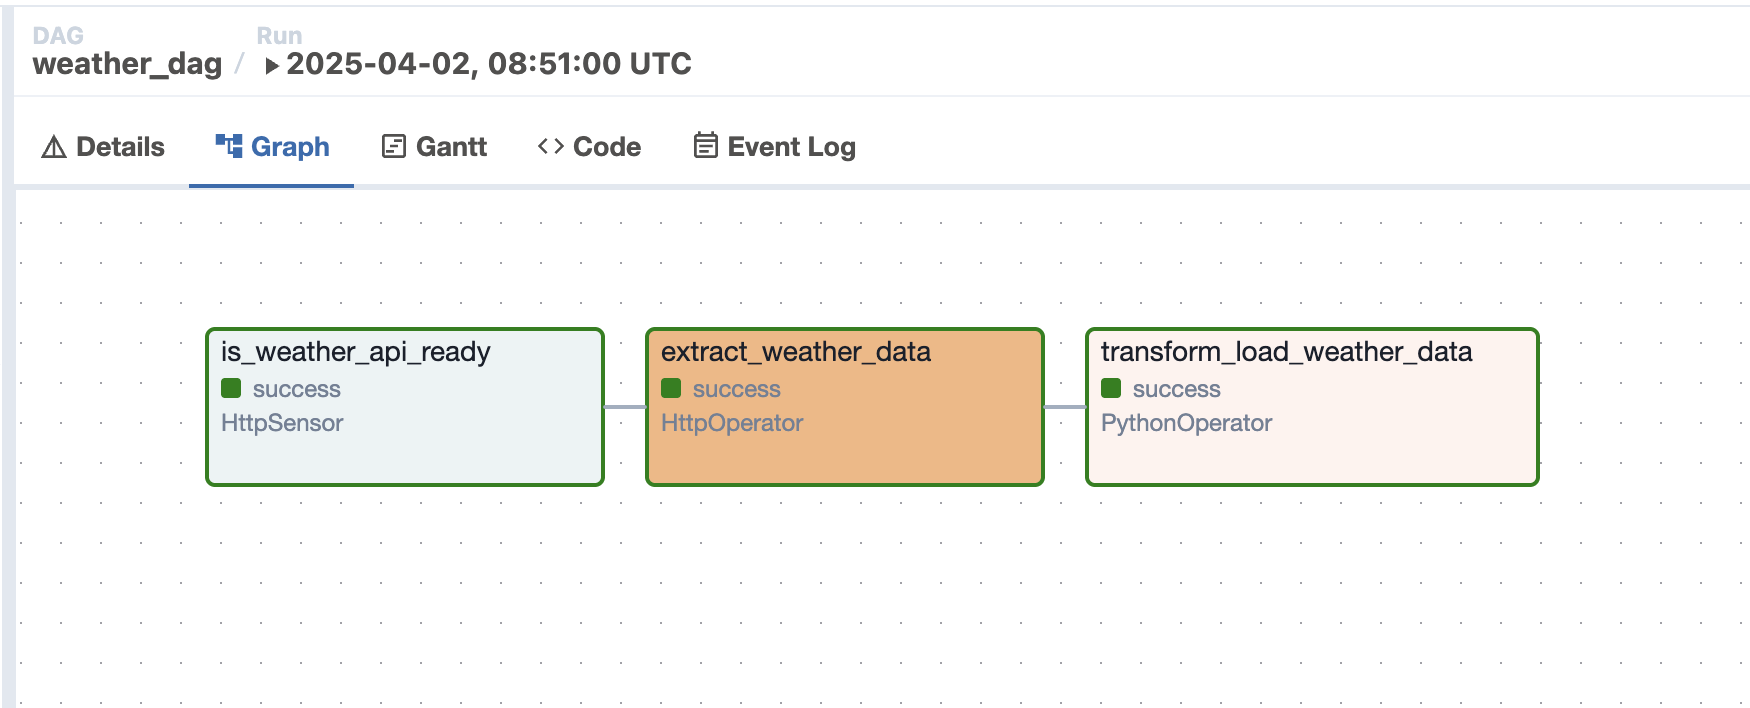 DAG
Run
weather_dag / 2025-04-02, 08:51:00 UTC
Details Graph Gantt Code Event Log
is_weather_api_ready
success
HttpSensor
extract_weather_data
success
HttpOperator
transform_load_weather_data
success
PythonOperator